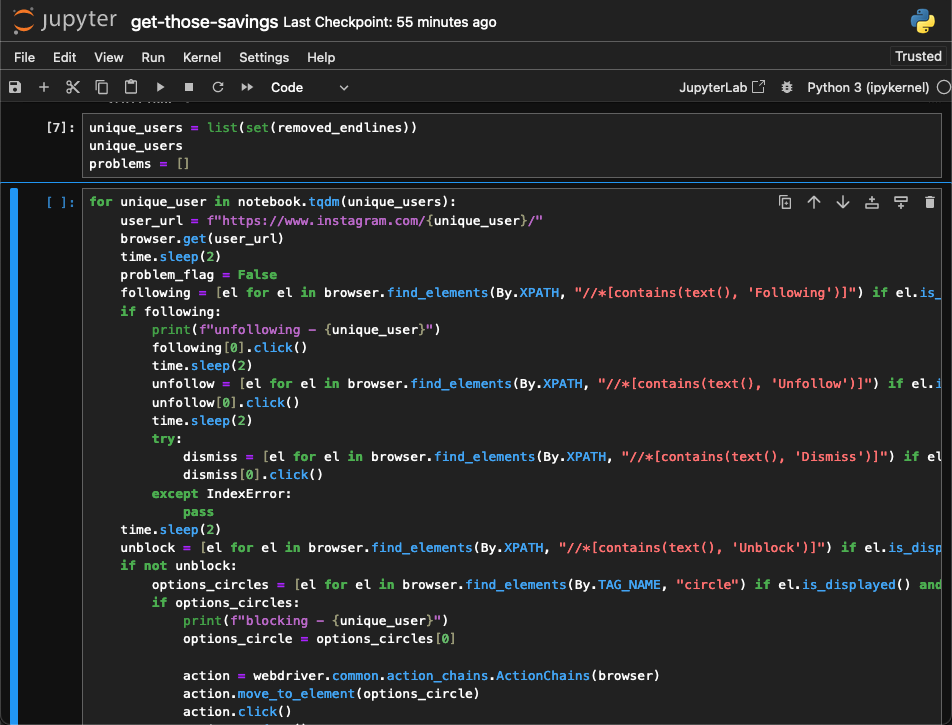 jupyter get-those-savings Last Checkpoint: 55 minutes ago
File Edit View Run Kernel Settings Help Trusted
Code JupyterLab Python 3 (ipykernel)
[7]: unique_users = list(set(removed_endlines))
unique_users
problems = []
[ ]: for unique_user in notebook.tqdm(unique_users):
user_url = f"https://www.instagram.com/{unique_user}/"
browser.get(user_url)
time.sleep(2)
problem_flag = False
following = [el for el in browser.find_elements(By.XPATH, "//*[contains(text(), 'Following')]") if el.is_
if following:
print(f"unfollowing - {unique_user}")
following[0].click()
time.sleep(2)
unfollow = [el for el in browser.find_elements(By.XPATH, "//*[contains(text(), 'Unfollow')]") if el.i
unfollow[0].click()
time.sleep(2)
try:
dismiss = [el for el in browser.find_elements(By.XPATH, "//*[contains(text(), 'Dismiss')]") if el
dismiss[0].click()
except IndexError:
pass
time.sleep(2)
unblock = [el for el in browser.find_elements(By.XPATH, "//*[contains(text(), 'Unblock')]") if el.is_disp
if not unblock:
options_circles = [el for el in browser.find_elements(By.TAG_NAME, "circle") if el.is_displayed() and
if options_circles:
print(f"blocking - {unique_user}")
options_circle = options_circles[0]
action = webdriver.common.action_chains.ActionChains(browser)
action.move_to_element(options_circle)
action.click()